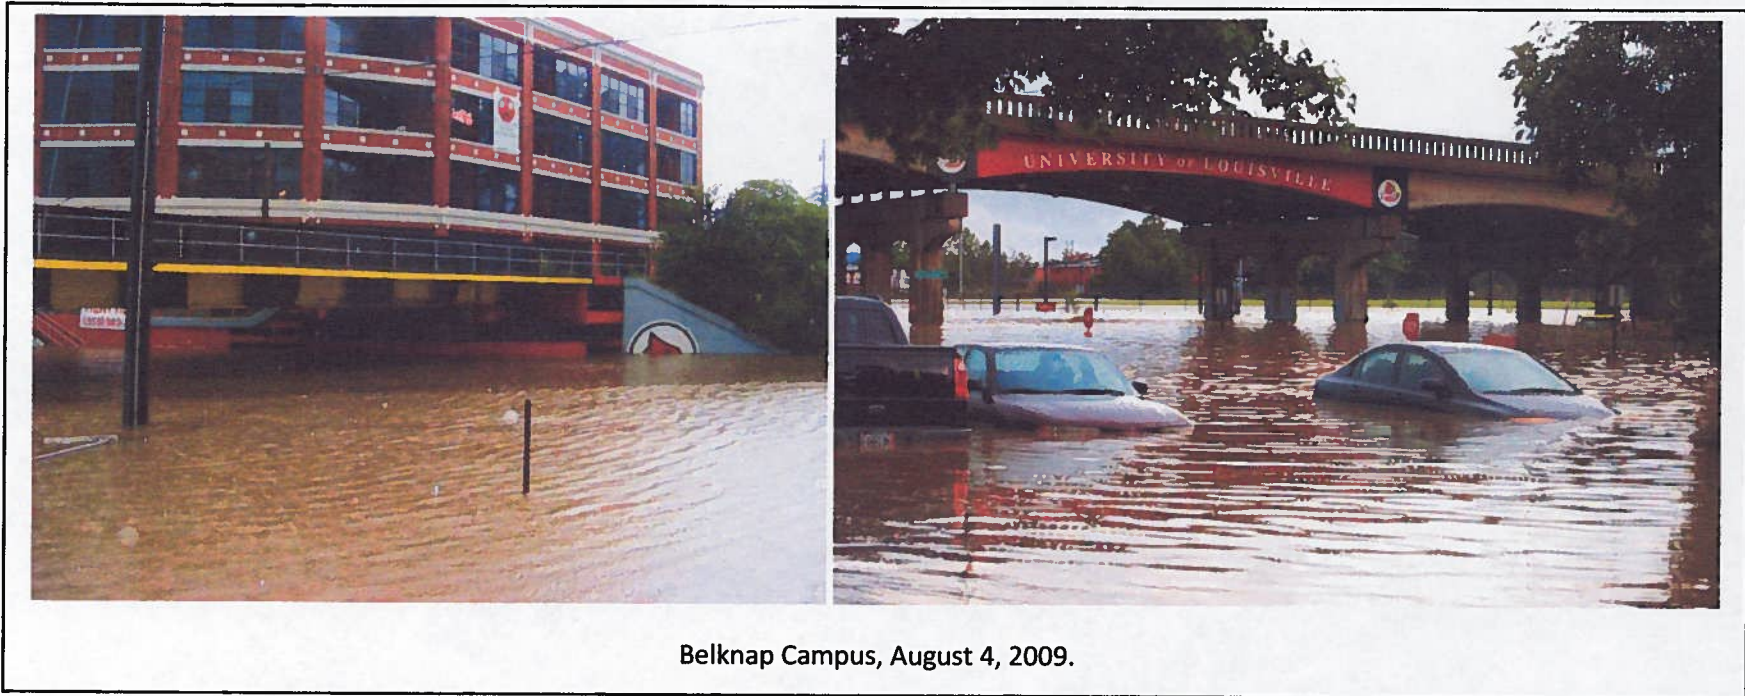 UNIVERSITY OF LOUISVILLE
Belknap Campus, August 4, 2009.